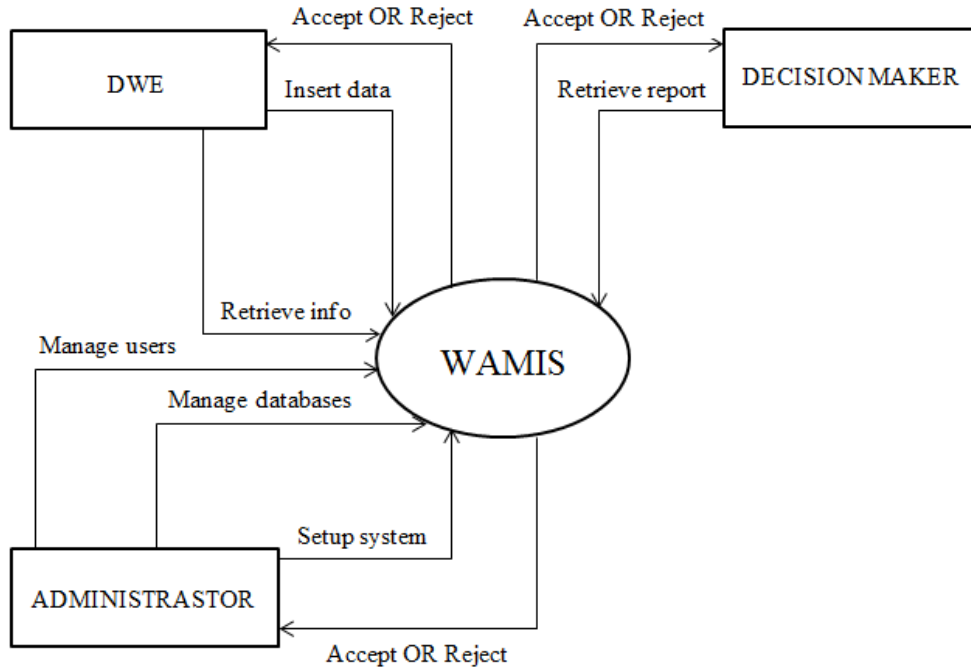 Accept OR Reject
Accept OR Reject
DWE
DECISION MAKER
Insert data
Retrieve report
Retrieve info
Manage users
WAMIS
Manage databases
Setup system
ADMINISTRASTOR
Accept OR Reject